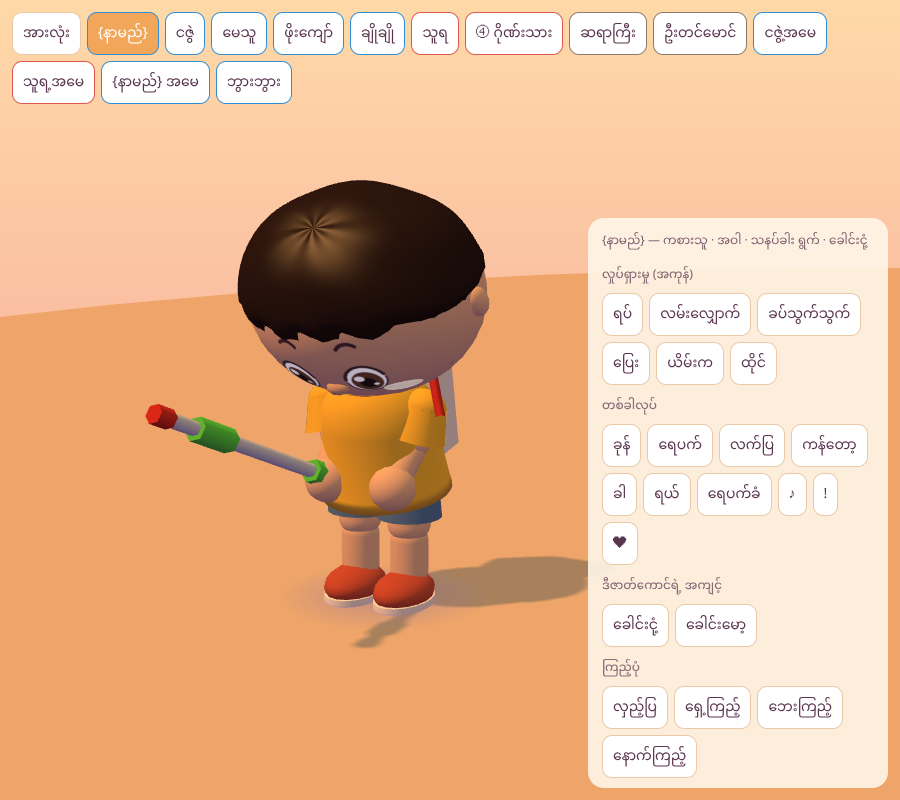 အားလုံး {နာမည်} ငဇွဲ မေသူ ဖိုးကျော် ချိုချို သူရ ④ ဂိုဏ်းသား ဆရာကြီး ဦးတင်မောင် ငဇွဲ့အမေ
သူရ့အမေ {နာမည်} အမေ ဘွားဘွား
{နာမည်} — ကစားသူ · အဝါ · သနပ်ခါး ရွက် · ခေါင်းငုံ့
လှုပ်ရှားမှု (အကုန်)
ရပ် လမ်းလျှောက် ခပ်သွက်သွက်
ပြေး ယိမ်းက ထိုင်
တစ်ခါလုပ်
ခုန် ရေပက် လက်ပြ ကန်တော့
ခါ ရယ် ရေပက်ခံ ♪ !
♥
ဒီဇာတ်ကောင်ရဲ့ အကျင့်
ခေါင်းငုံ့ ခေါင်းမော့
ကြည့်ပုံ
လှည့်ပြ ရှေ့ကြည့် ဘေးကြည့်
နောက်ကြည့်